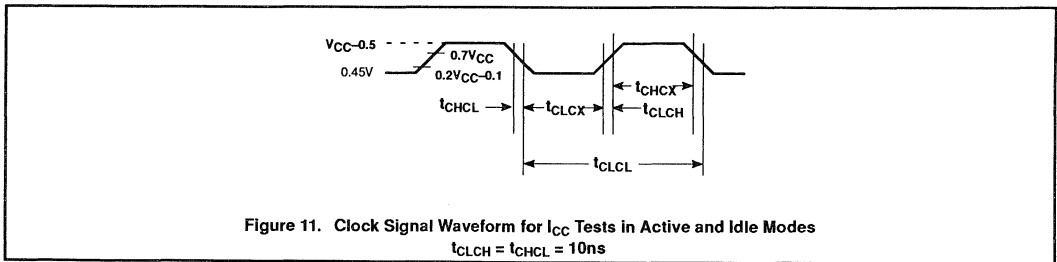 VCC–0.5
0.7VCC
0.45V
0.2VCC–0.1
tCHCX
tCHCL
tCLCX
tCLCH
tCLCL
Figure 11. Clock Signal Waveform for ICC Tests in Active and Idle Modes
tCLCH = tCHCL = 10ns